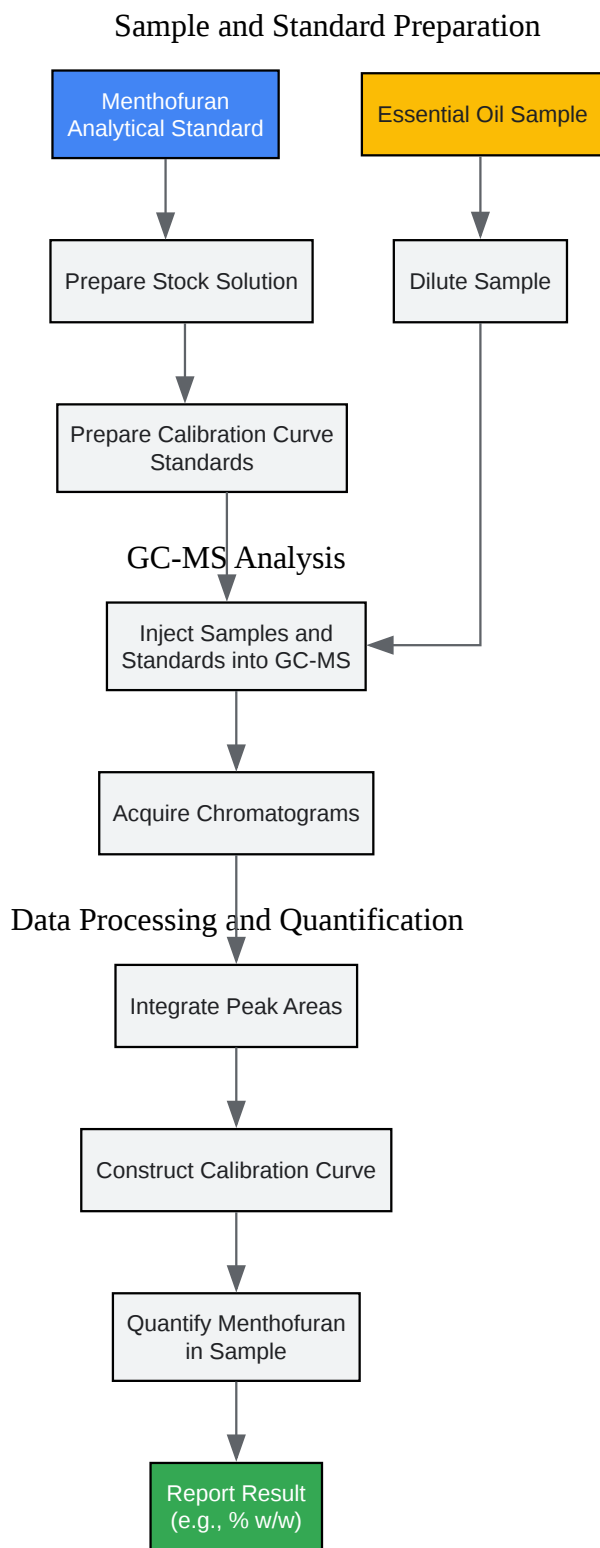 Sample and Standard Preparation
Menthofuran
Analytical Standard
Essential Oil Sample
Prepare Stock Solution
Dilute Sample
Prepare Calibration Curve
Standards
GC-MS Analysis
Inject Samples and
Standards into GC-MS
Acquire Chromatograms
Data Processing and Quantification
Integrate Peak Areas
Construct Calibration Curve
Quantify Menthofuran
in Sample
Report Result
(e.g., % w/w)